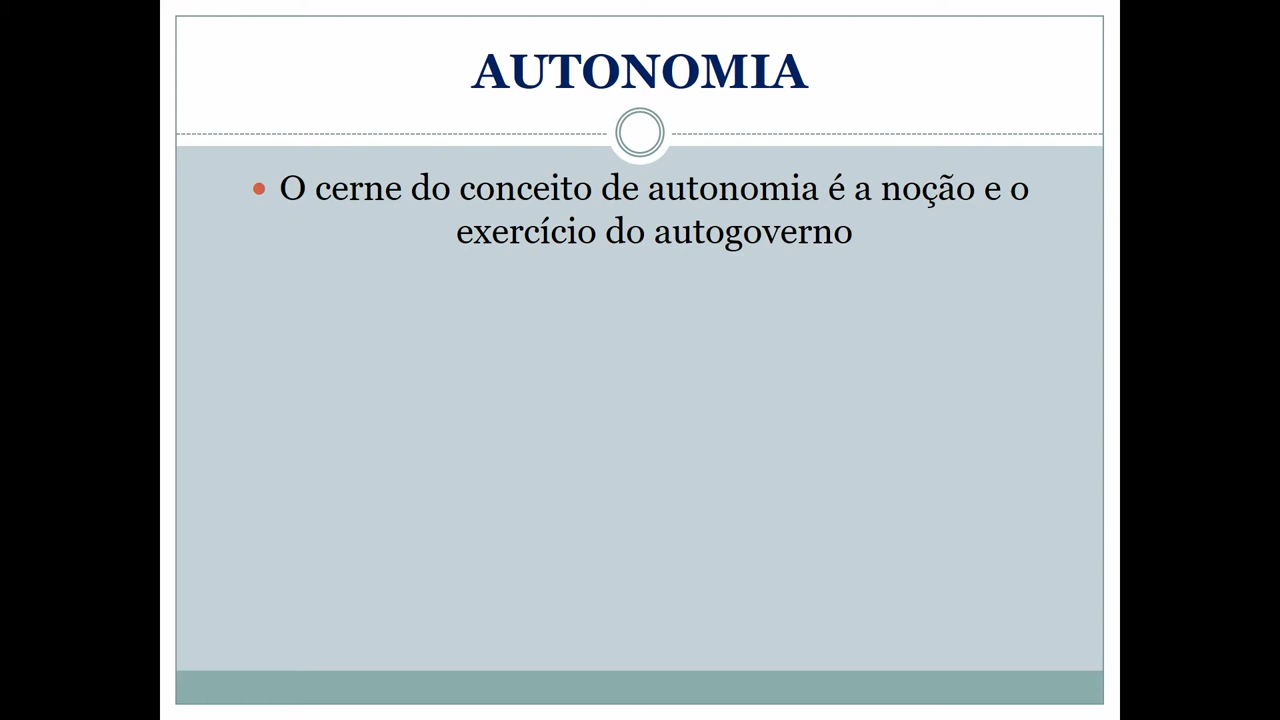 AUTONOMIA
• O cerne do conceito de autonomia é a noção e o
exercício do autogoverno